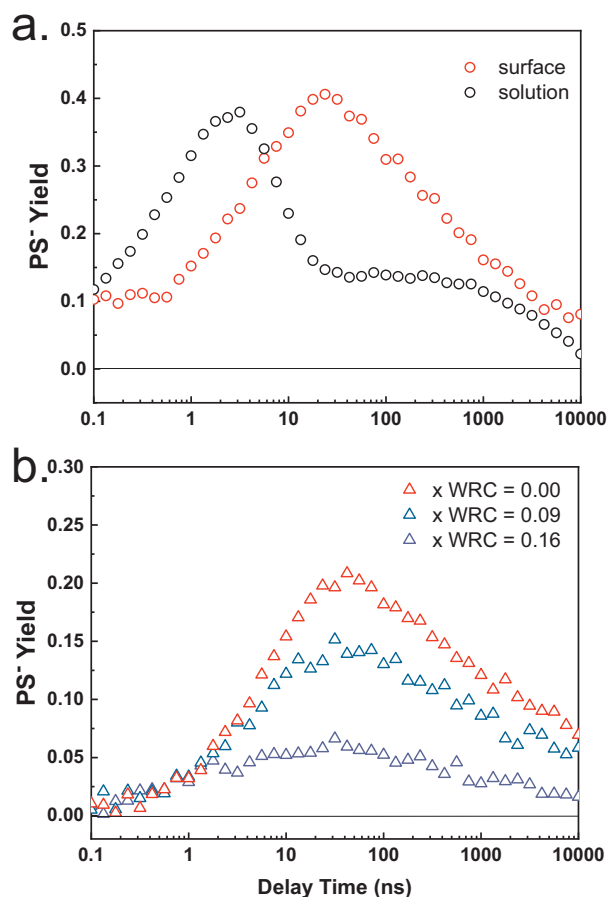 a.
0.5
0.4
0.3
0.2
0.1
0.0
PS⁻ Yield
surface
solution
0.1 1 10 100 1000 10000
b.
0.30
0.25
0.20
0.15
0.10
0.05
0.00
PS⁻ Yield
x WRC = 0.00
x WRC = 0.09
x WRC = 0.16
0.1 1 10 100 1000 10000
Delay Time (ns)